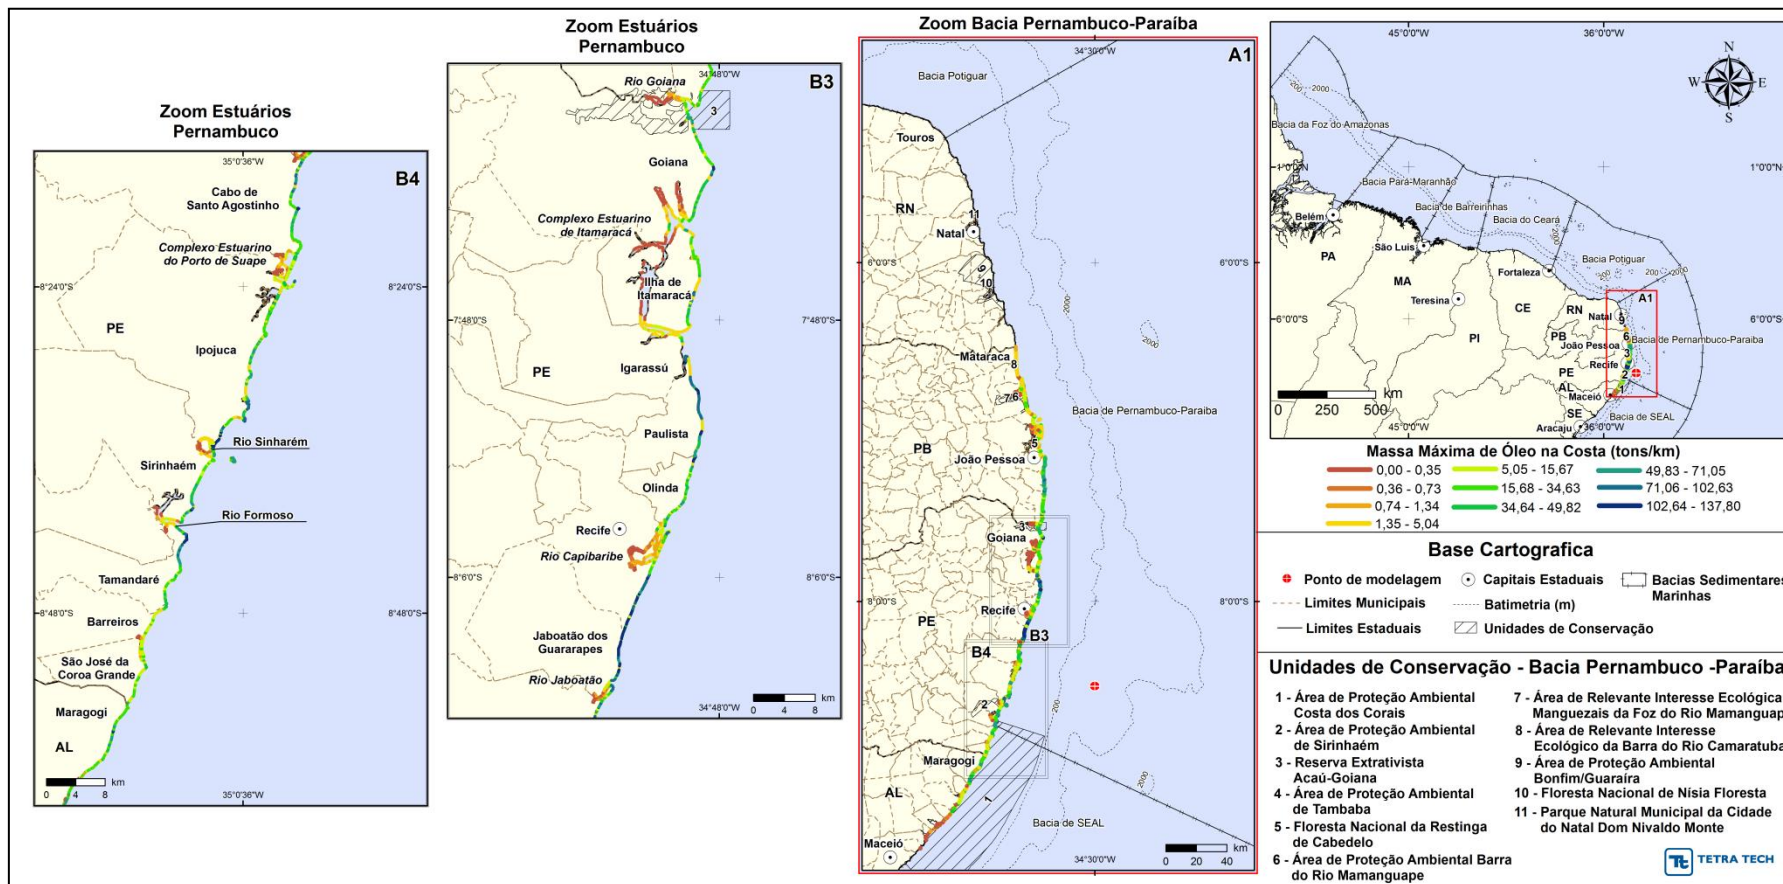 Zoom Estuários
Pernambuco
B4
35°0'36"W
Cabo de
Santo Agostinho
Complexo Estuarino
do Porto de Suape
8°24'0"S
8°24'0"S
PE
Ipojuca
Rio Sinharém
Sirinhaém
Rio Formoso
Tamandaré
8°48'0"S
8°48'0"S
Barreiros
São José da
Coroa Grande
Maragogi
AL
0 4 8 km
35°0'36"W
Zoom Estuários
Pernambuco
B3
34°48'0"W
Rio Goiana
3
Goiana
Complexo Estuarino
de Itamaracá
Ilha de
Itamaracá
7°48'0"S
7°48'0"S
PE
Igarassú
Paulista
Olinda
Recife
Rio Capibaribe
8°6'0"S
8°6'0"S
Jaboatão dos
Guararapes
Rio Jaboatão
0 4 8 km
34°48'0"W
Zoom Bacia Pernambuco-Paraíba
A1
34°30'0"W
Bacia Potiguar
Touros
RN
11
Natal
9
10
6°0'0"S
6°0'0"S
2000
2000
Mataraca
8
7 6
Bacia de Pernambuco-Paraiba
PB
5
João Pessoa
3
Goiana
Recife
8°0'0"S
8°0'0"S
PE
B3
B4
2
200
Maragogi
1
2000
AL
Bacia de SEAL
Maceió
0 20 40 km
34°30'0"W
45°0'0"W
36°0'0"W
N
W E
S
200
2000
Bacia da Foz do Amazonas
1°0'0"N
1°0'0"N
Bacia Pará-Maranhão
Bacia de Barreirinhas
Bacia do Ceará
Belém
São Luis
2000
Bacia Potiguar
PA
MA
Fortaleza
200
200
2000
Teresina
CE
RN
A1
Natal
9
6°0'0"S
6°0'0"S
PI
PB
6
João Pessoa
Bacia de Pernambuco-Paraiba
3
Recife
PE
2
AL
1
Maceió
SE
Bacia de SEAL
Aracaju
0 250 500 km
45°0'0"W
36°0'0"W
Massa Máxima de Óleo na Costa (tons/km)
0,00 - 0,35
0,36 - 0,73
0,74 - 1,34
1,35 - 5,04
5,05 - 15,67
15,68 - 34,63
34,64 - 49,82
49,83 - 71,05
71,06 - 102,63
102,64 - 137,80
Base Cartografica
Ponto de modelagem
Capitais Estaduais
Bacias Sedimentares
Marinhas
Limites Municipais
Batimetria (m)
Limites Estaduais
Unidades de Conservação
Unidades de Conservação - Bacia Pernambuco -Paraíba
1 - Área de Proteção Ambiental
Costa dos Corais
2 - Área de Proteção Ambiental
de Sirinhaém
3 - Reserva Extrativista
Acaú-Goiana
4 - Área de Proteção Ambiental
de Tambaba
5 - Floresta Nacional da Restinga
de Cabedelo
6 - Área de Proteção Ambiental Barra
do Rio Mamanguape
7 - Área de Relevante Interesse Ecológica
Manguezais da Foz do Rio Mamanguap
8 - Área de Relevante Interesse
Ecológico da Barra do Rio Camaratuba
9 - Área de Proteção Ambiental
Bonfim/Guaraíra
10 - Floresta Nacional de Nísia Floresta
11 - Parque Natural Municipal da Cidade
do Natal Dom Nivaldo Monte
Tt TETRA TECH